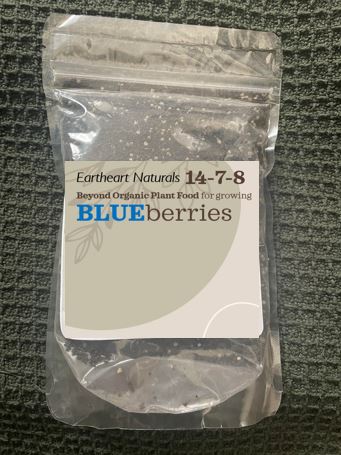 Eartheart Naturals 14-7-8
Beyond Organic Plant Food for growing
BLUEberries